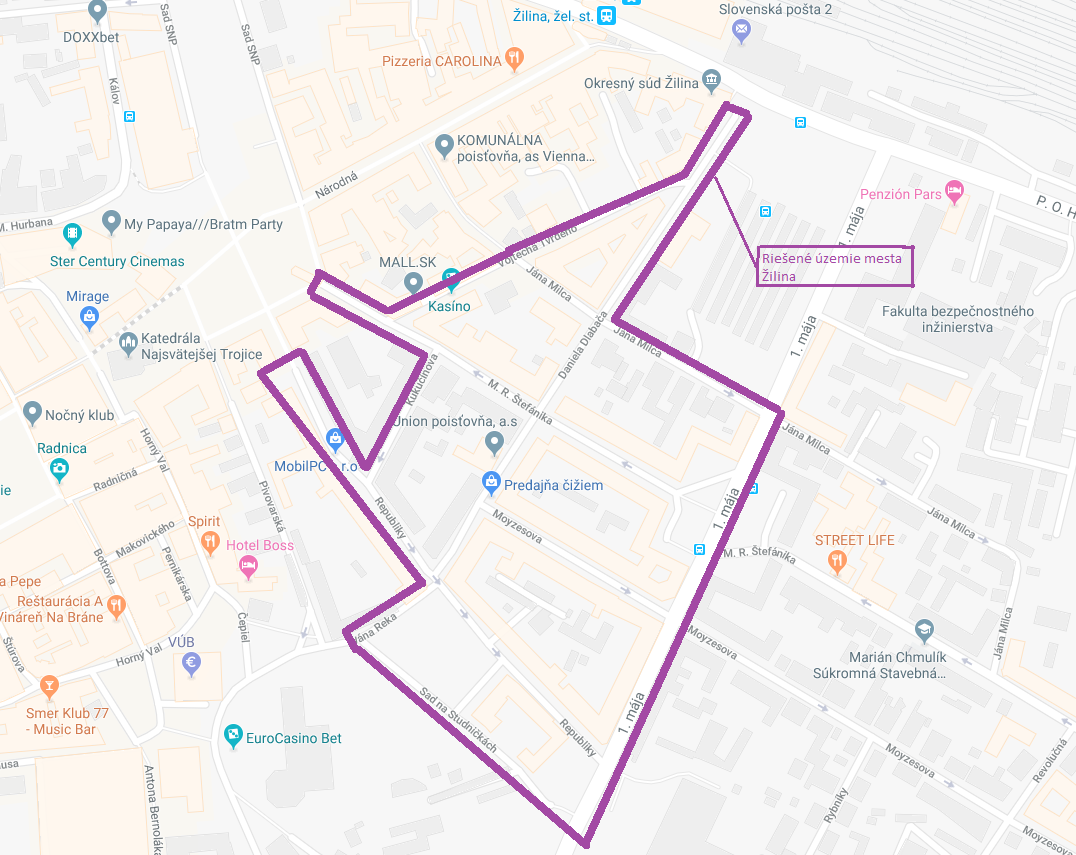 Slovenská pošta 2
Žilina, žel. st.
DOXXbet
Sad SNP
Sad SNP
Pizzeria CAROLINA
Okresný súd Žilina
Kálov
KOMUNÁLNA
poisťovňa, as Vienna...
Národná
Penzión Pars
P. O. H
1. mája
M. Hurbana
My Papaya///Bratm Party
Ster Century Cinemas
Vojtecha Tvrdého
Riešené územie mesta
Žilina
MALL.SK
Kasíno
Jána Milca
Mirage
Fakulta bezpečnostného
inžinierstva
Katedrála
Najsvätejšej Trojice
Daniela Dlabača
Jána Milca
1. mája
Kukučínova
M. R. Štefánika
Nočný klub
Union poisťovňa, a.s
Jána Milca
Radnica
Horný Val
MobilPC s.r.o
Radničná
Predajňa čižiem
ie
Pivovarská
Republiky
1. mája
Moyzesova
Jána Milca
Spirit
Makovického
STREET LIFE
Hotel Boss
M. R. Štefánika
Bottova
Pernikárska
a Pepe
Reštaurácia A
Vináreň Na Bráne
Čepiel
Jána Reka
Jána Milca
Štúrova
VÚB
Moyzesova
Horný Val
Marián Chmulík
Súkromná Stavebná...
Smer Klub 77
- Music Bar
Sad na Studničkách
1. mája
EuroCasino Bet
Republiky
Moyzesova
Revolučná
usa
Antona Bernoláka
Rybníky
Moyzesova